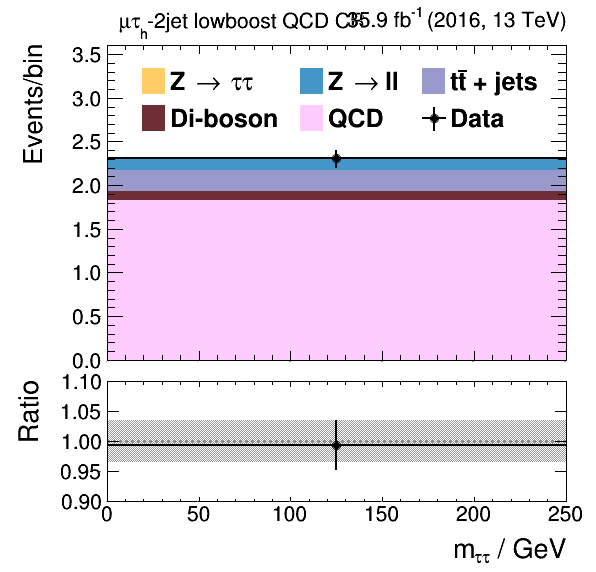 μτh-2jet lowboost QCD CR 35.9 fb-1 (2016, 13 TeV)
Events/bin
3.5
3.0
2.5
2.0
1.5
1.0
0.5
0.0
Z → ττ Z → ll tt̄ + jets
Di-boson QCD Data
Ratio
1.10
1.05
1.00
0.95
0.90
0 50 100 150 200 250
mττ / GeV